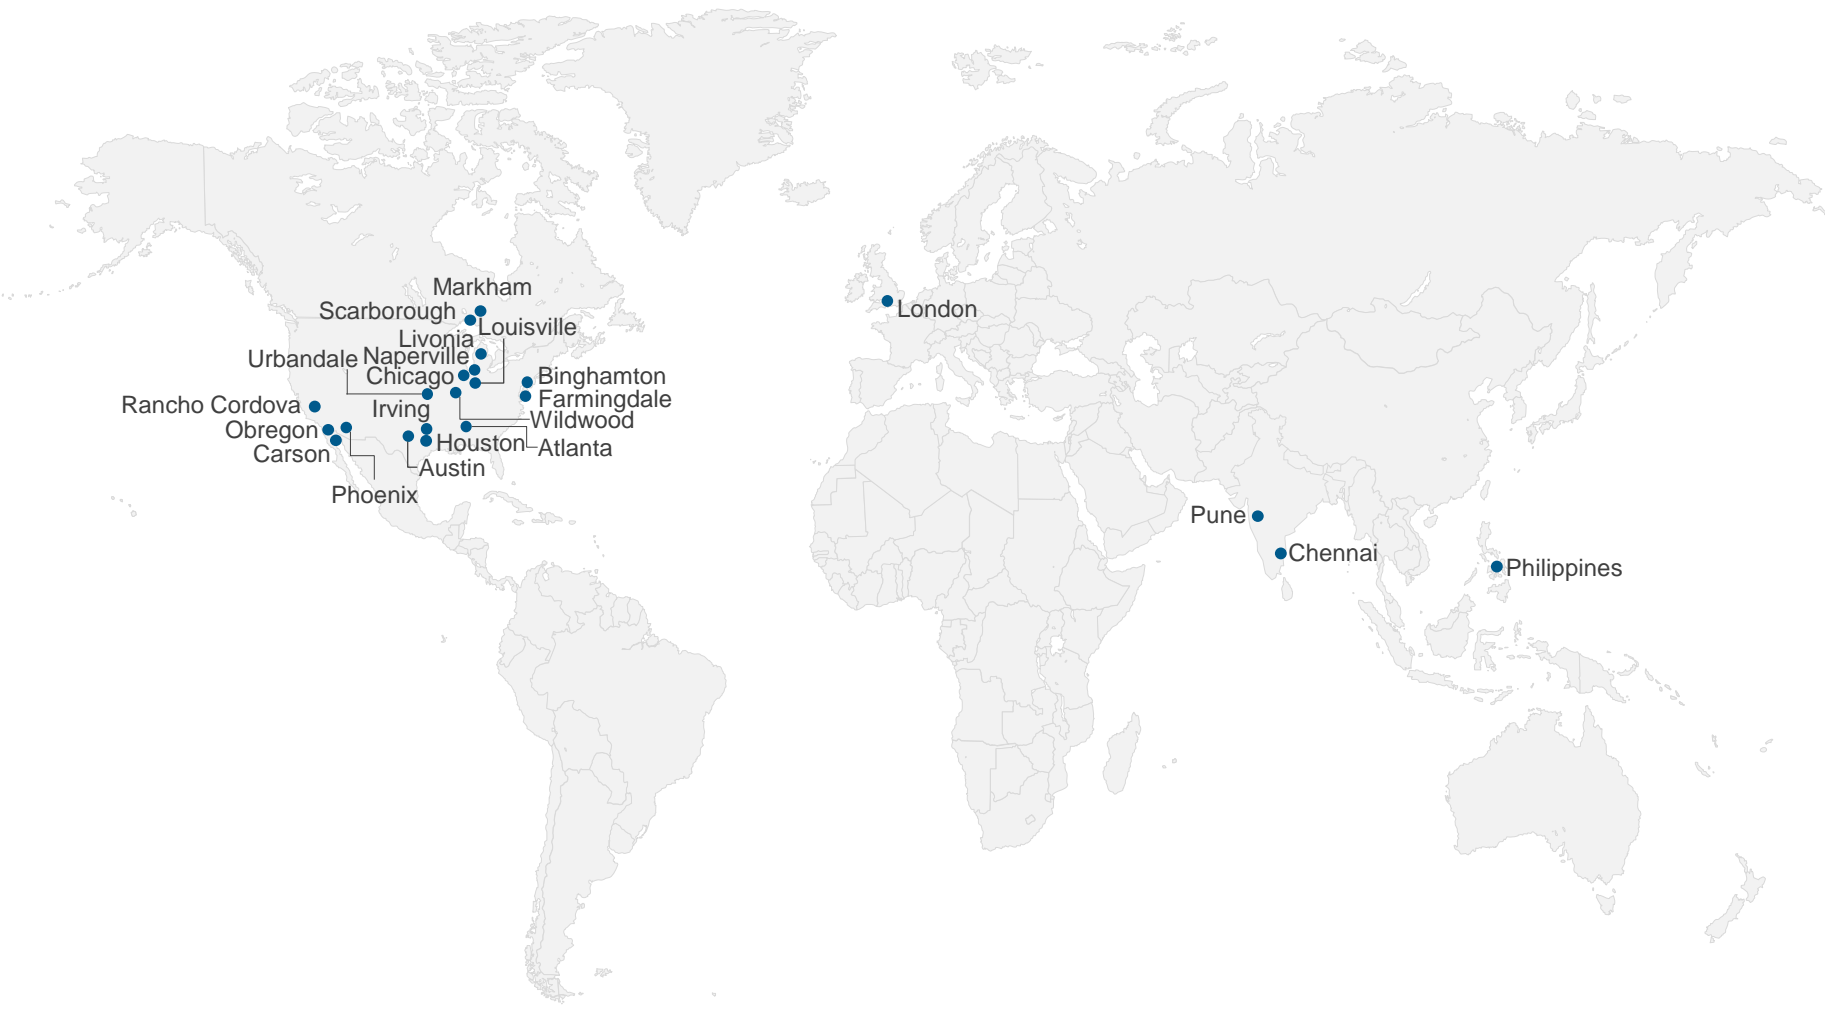 Markham
Scarborough
Louisville
Livonia
Urbandale
Naperville
Chicago
Binghamton
Farmingdale
Rancho Cordova
Irving
Wildwood
Obregon
Houston
Atlanta
Carson
Austin
Phoenix
London
Pune
Chennai
Philippines